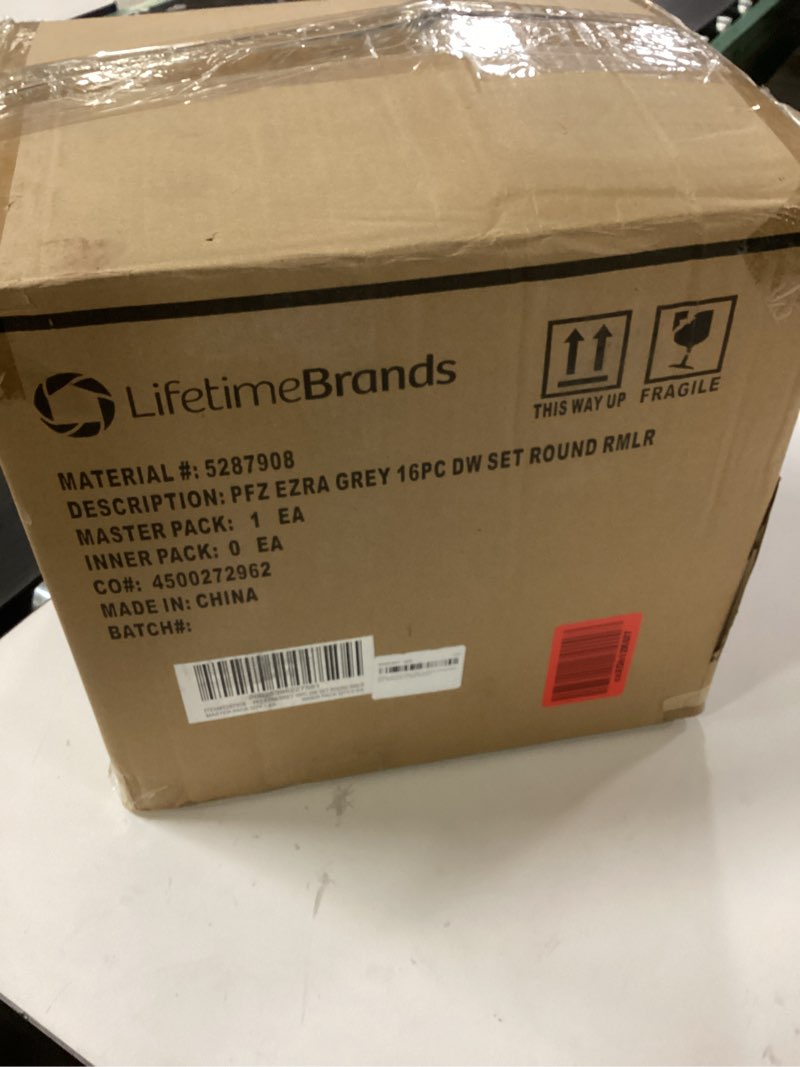 LifetimeBrands
THIS WAY UP
FRAGILE
MATERIAL #: 5287908
DESCRIPTION: PFZ EZRA GREY 16PC DW SET ROUND RMLR
MASTER PACK: 1 EA
INNER PACK: 0 EA
CO#: 4500272962
MADE IN: CHINA
BATCH#: